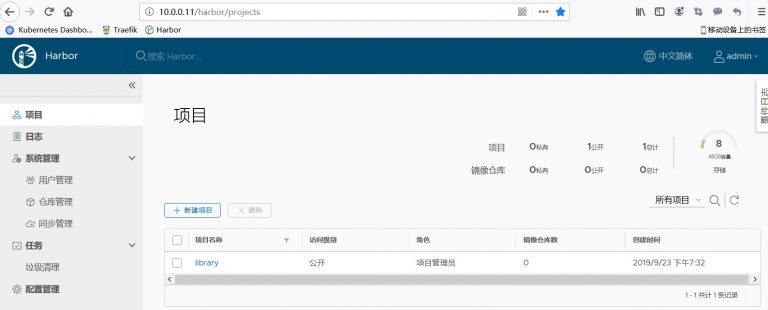 10.0.0.11/harbor/projects
Kubernetes Dashbo... Traefik Harbor 移动设备上的书签
Harbor 搜索 Harbor... 中文简体 admin
事件日志
项目
日志
系统管理
用户管理
仓库管理
同步管理
任务
垃圾清理
配置管理
项目
项目 0私有 1公开 1总计
镜像仓库 0私有 0公开 0总计
8
49GB容量
存储
所有项目
+ 新建项目 × 删除
项目名称 访问级别 角色 镜像仓库数 创建时间
library 公开 项目管理员 0 2019/9/23 下午7:32
1 - 1 共计 1 条记录